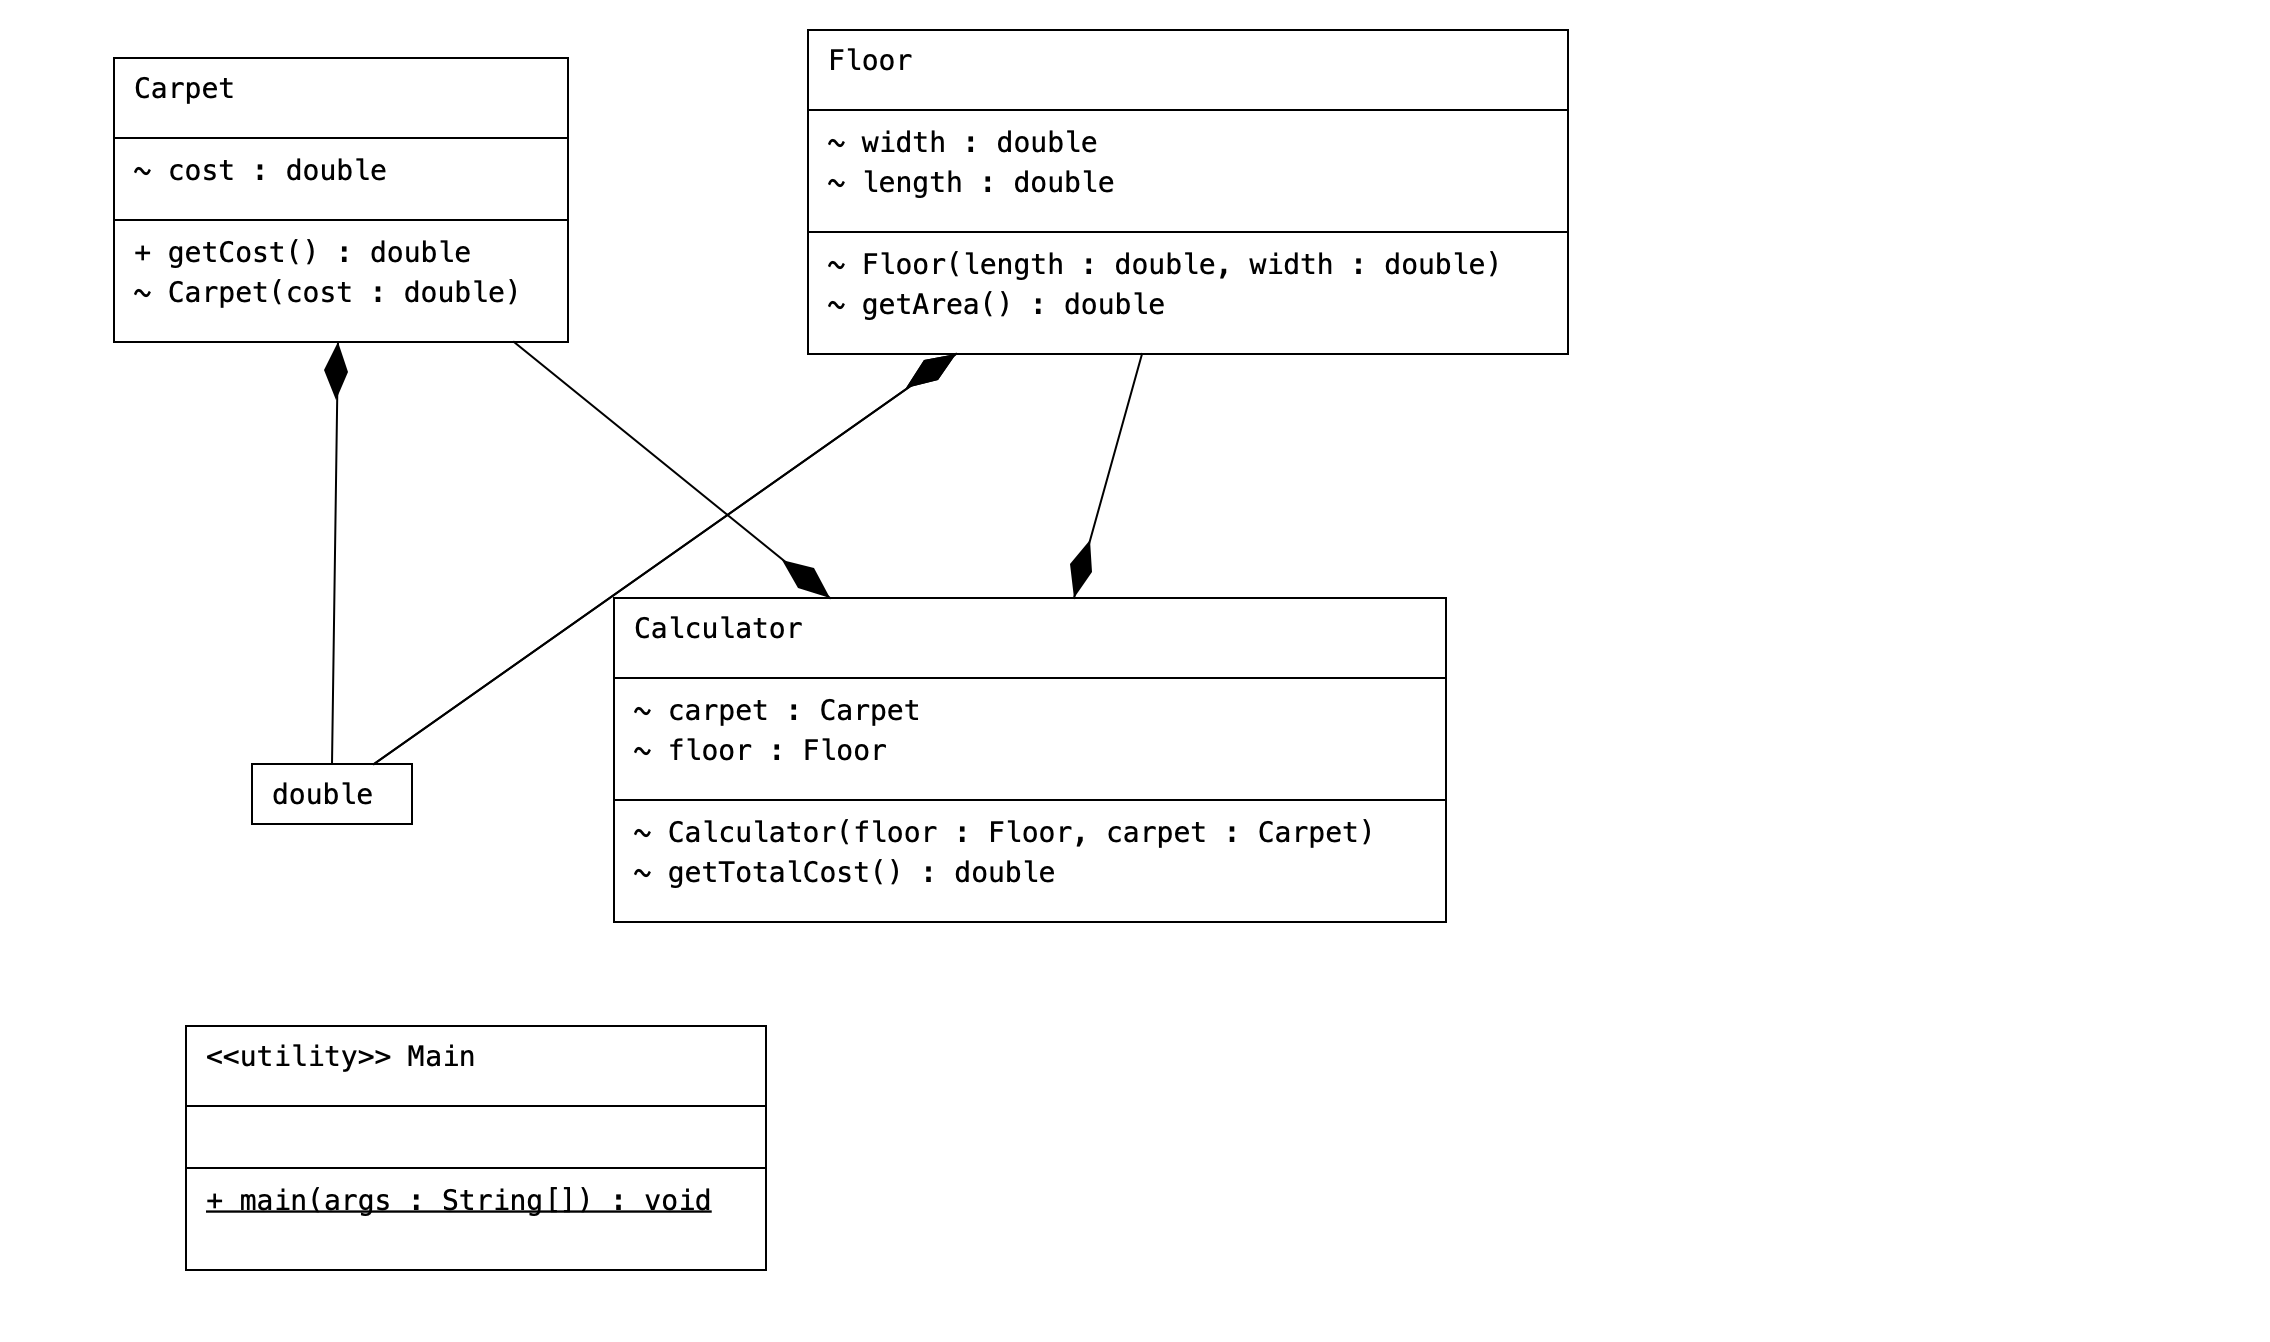 Carpet
~ cost : double
+ getCost() : double
~ Carpet(cost : double)
Floor
~ width : double
~ length : double
~ Floor(length : double, width : double)
~ getArea() : double
Calculator
~ carpet : Carpet
~ floor : Floor
~ Calculator(floor : Floor, carpet : Carpet)
~ getTotalCost() : double
double
<<utility>> Main
+ main(args : String[]) : void